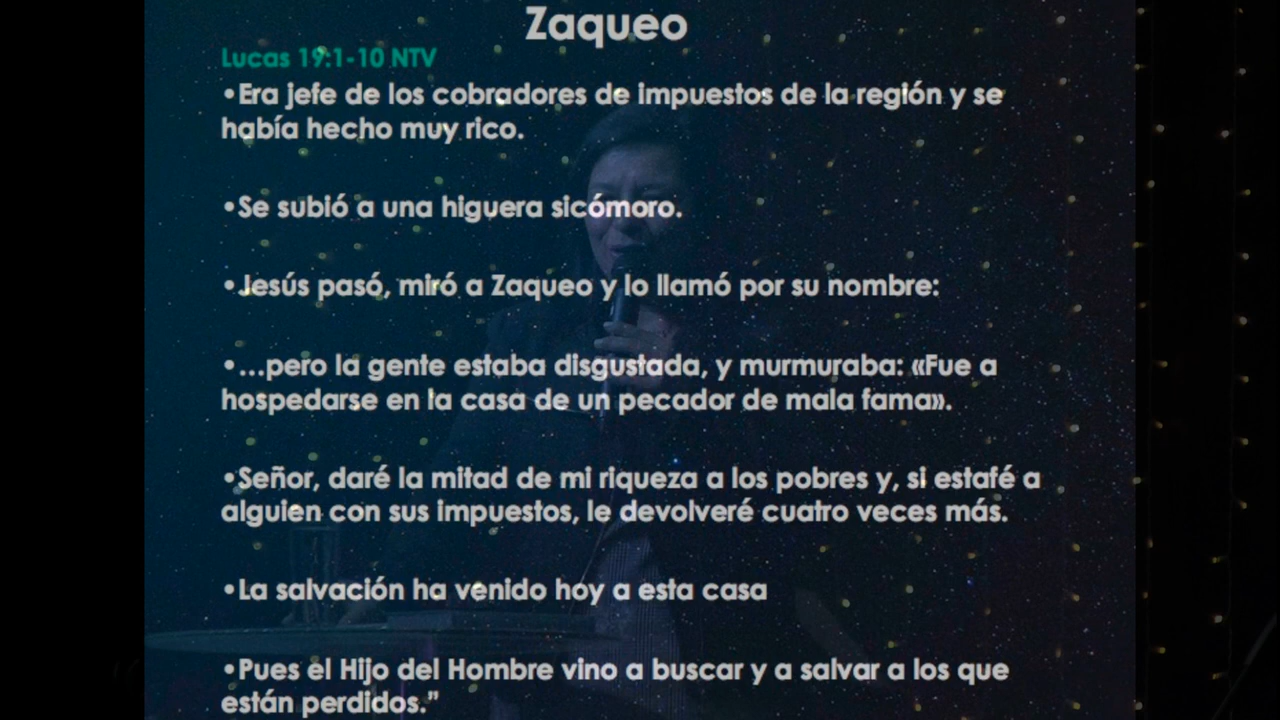 Zaqueo
Lucas 19:1-10 NTV
•Era jefe de los cobradores de impuestos de la región y se
había hecho muy rico.
•Se subió a una higuera sicómoro.
•Jesús pasó, miró a Zaqueo y lo llamó por su nombre:
•...pero la gente estaba disgustada, y murmuraba: «Fue a
hospedarse en la casa de un pecador de mala fama».
•Señor, daré la mitad de mi riqueza a los pobres y, si estafé a
alguien con sus impuestos, le devolveré cuatro veces más.
•La salvación ha venido hoy a esta casa
•Pues el Hijo del Hombre vino a buscar y a salvar a los que
están perdidos.”